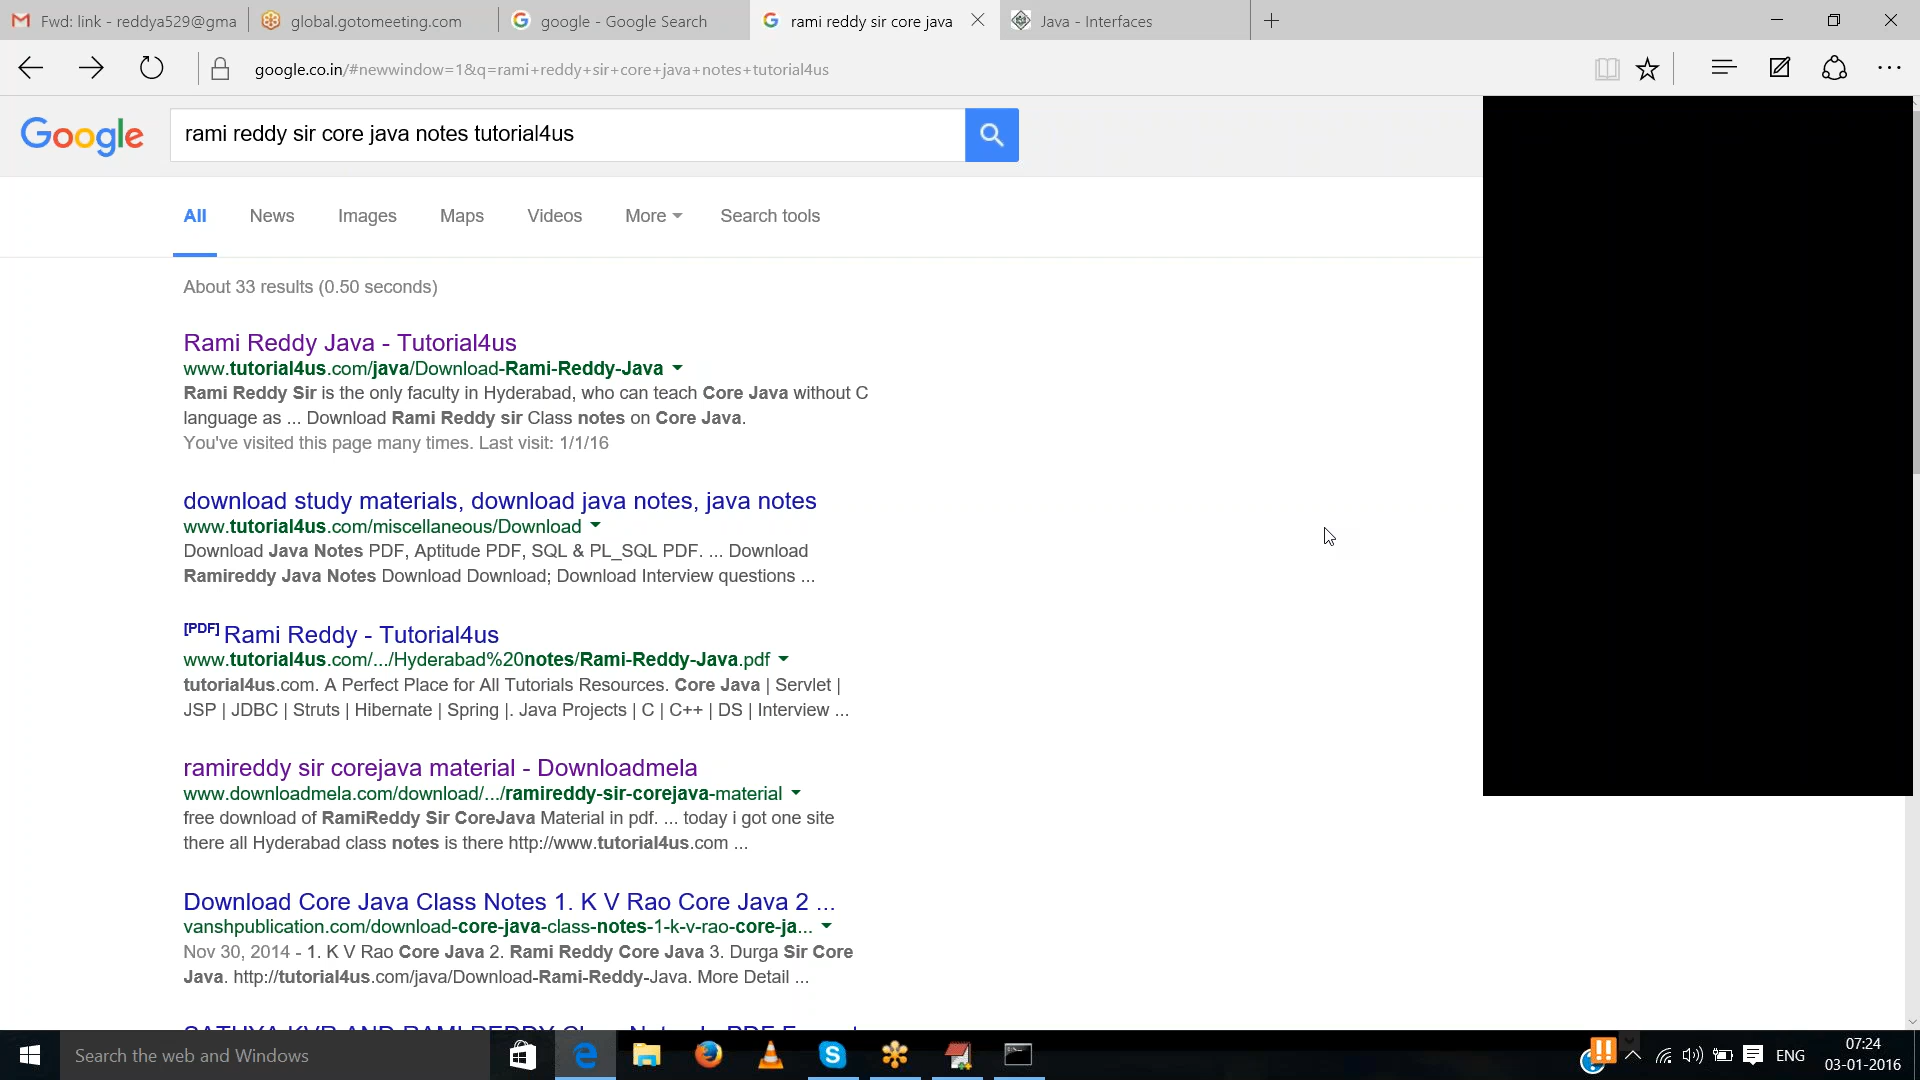 Fwd: link - reddya529@gma
global.gotomeeting.com
google - Google Search
rami reddy sir core java
Java - Interfaces
google.co.in/#newwindow=1&q=rami+reddy+sir+core+java+notes+tutorial4us
Google
rami reddy sir core java notes tutorial4us
All
News
Images
Maps
Videos
More
Search tools
About 33 results (0.50 seconds)
Rami Reddy Java - Tutorial4us
www.tutorial4us.com/java/Download-Rami-Reddy-Java
Rami Reddy Sir is the only faculty in Hyderabad, who can teach Core Java without C
language as ... Download Rami Reddy sir Class notes on Core Java.
You've visited this page many times. Last visit: 1/1/16
download study materials, download java notes, java notes
www.tutorial4us.com/miscellaneous/Download
Download Java Notes PDF, Aptitude PDF, SQL & PL_SQL PDF. ... Download
Ramireddy Java Notes Download Download; Download Interview questions ...
[PDF] Rami Reddy - Tutorial4us
www.tutorial4us.com/.../Hyderabad%20notes/Rami-Reddy-Java.pdf
tutorial4us.com. A Perfect Place for All Tutorials Resources. Core Java | Servlet |
JSP | JDBC | Struts | Hibernate | Spring |. Java Projects | C | C++ | DS | Interview ...
ramireddy sir corejava material - Downloadmela
www.downloadmela.com/download/.../ramireddy-sir-corejava-material
free download of RamiReddy Sir CoreJava Material in pdf. ... today i got one site
there all Hyderabad class notes is there http://www.tutorial4us.com ...
Download Core Java Class Notes 1. K V Rao Core Java 2 ...
vanshpublication.com/download-core-java-class-notes-1-k-v-rao-core-ja...
Nov 30, 2014 - 1. K V Rao Core Java 2. Rami Reddy Core Java 3. Durga Sir Core
Java. http://tutorial4us.com/java/Download-Rami-Reddy-Java. More Detail ...
Search the web and Windows
ENG
07:24
03-01-2016